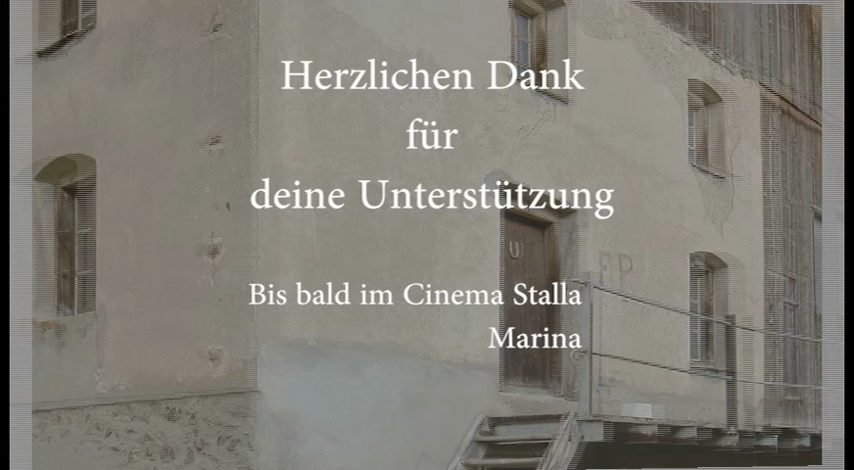 Herzlichen Dank
für
deine Unterstützung
Bis bald im Cinema Stalla
Marina